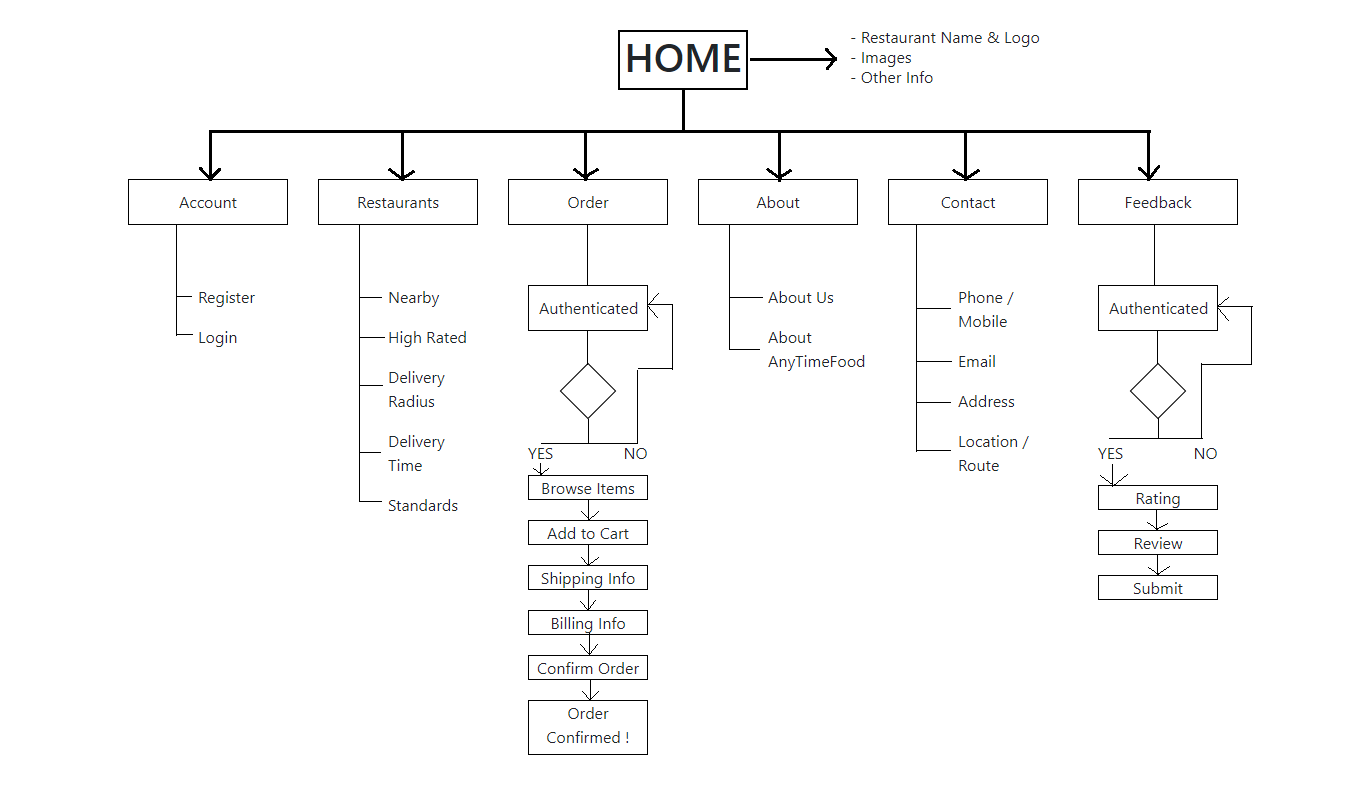 HOME
- Restaurant Name & Logo
- Images
- Other Info
Account
Restaurants
Order
About
Contact
Feedback
Register
Login
Nearby
High Rated
Delivery
Radius
Delivery
Time
Standards
Authenticated
YES
NO
Browse Items
Add to Cart
Shipping Info
Billing Info
Confirm Order
Order
Confirmed !
About Us
About
AnyTimeFood
Phone /
Mobile
Email
Address
Location /
Route
Authenticated
YES
NO
Rating
Review
Submit